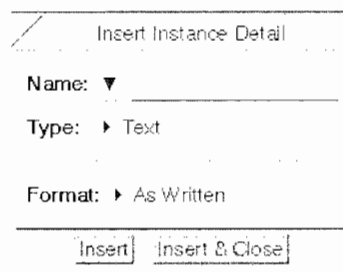 Insert Instance Detail
Name: ▼
Type: ▶ Text
Format: ▶ As Written
Insert Insert & Close